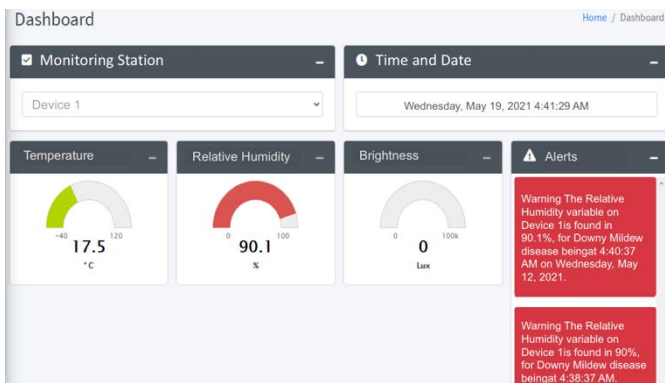 Dashboard
Home / Dashboard
Monitoring Station
Time and Date
Device 1
Wednesday, May 19, 2021 4:41:29 AM
Temperature
Relative Humidity
Brightness
Alerts
-40 120
17.5
°C
0 100
90.1
%
0 100k
0
Lux
Warning The Relative
Humidity variable on
Device 1is found in
90.1%, for Downy Mildew
disease beingat 4:40:37
AM on Wednesday, May
12, 2021.
Warning The Relative
Humidity variable on
Device 1is found in 90%,
for Downy Mildew disease
beingat 4:38:37 AM.